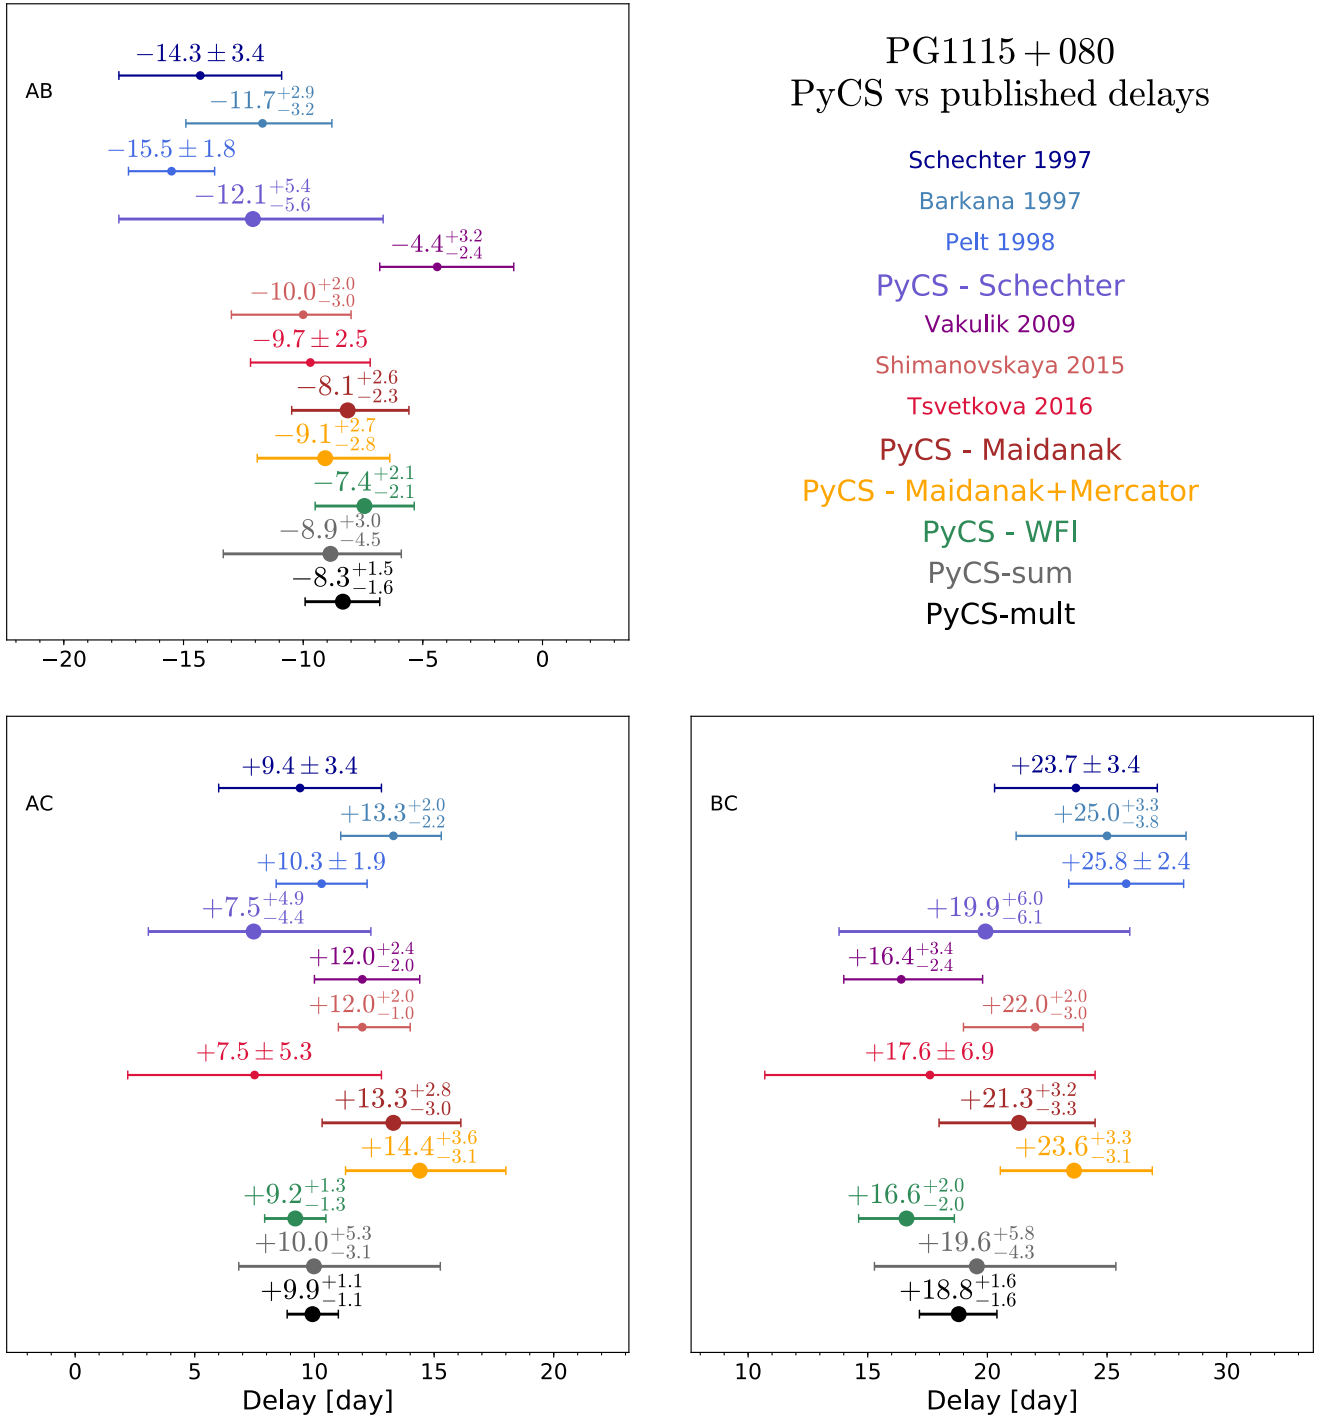 PG1115 + 080
PyCS vs published delays
Schechter 1997
Barkana 1997
Pelt 1998
PyCS - Schechter
Vakulik 2009
Shimanovskaya 2015
Tsvetkova 2016
PyCS - Maidanak
PyCS - Maidanak+Mercator
PyCS - WFI
PyCS-sum
PyCS-mult
AB
−14.3 ± 3.4
−11.7 +2.9 −3.2
−15.5 ± 1.8
−12.1 +5.4 −5.6
−4.4 +3.2 −2.4
−10.0 +2.0 −3.0
−9.7 ± 2.5
−8.1 +2.6 −2.3
−9.1 +2.7 −2.8
−7.4 +2.1 −2.1
−8.9 +3.0 −4.5
−8.3 +1.5 −1.6
−20 −15 −10 −5 0
AC
+9.4 ± 3.4
+13.3 +2.0 −2.2
+10.3 ± 1.9
+7.5 +4.9 −4.4
+12.0 +2.4 −2.0
+12.0 +2.0 −1.0
+7.5 ± 5.3
+13.3 +2.8 −3.0
+14.4 +3.6 −3.1
+9.2 +1.3 −1.3
+10.0 +5.3 −3.1
+9.9 +1.1 −1.1
0 5 10 15 20
Delay [day]
BC
+23.7 ± 3.4
+25.0 +3.3 −3.8
+25.8 ± 2.4
+19.9 +6.0 −6.1
+16.4 +3.4 −2.4
+22.0 +2.0 −3.0
+17.6 ± 6.9
+21.3 +3.2 −3.3
+23.6 +3.3 −3.1
+16.6 +2.0 −2.0
+19.6 +5.8 −4.3
+18.8 +1.6 −1.6
10 15 20 25 30
Delay [day]